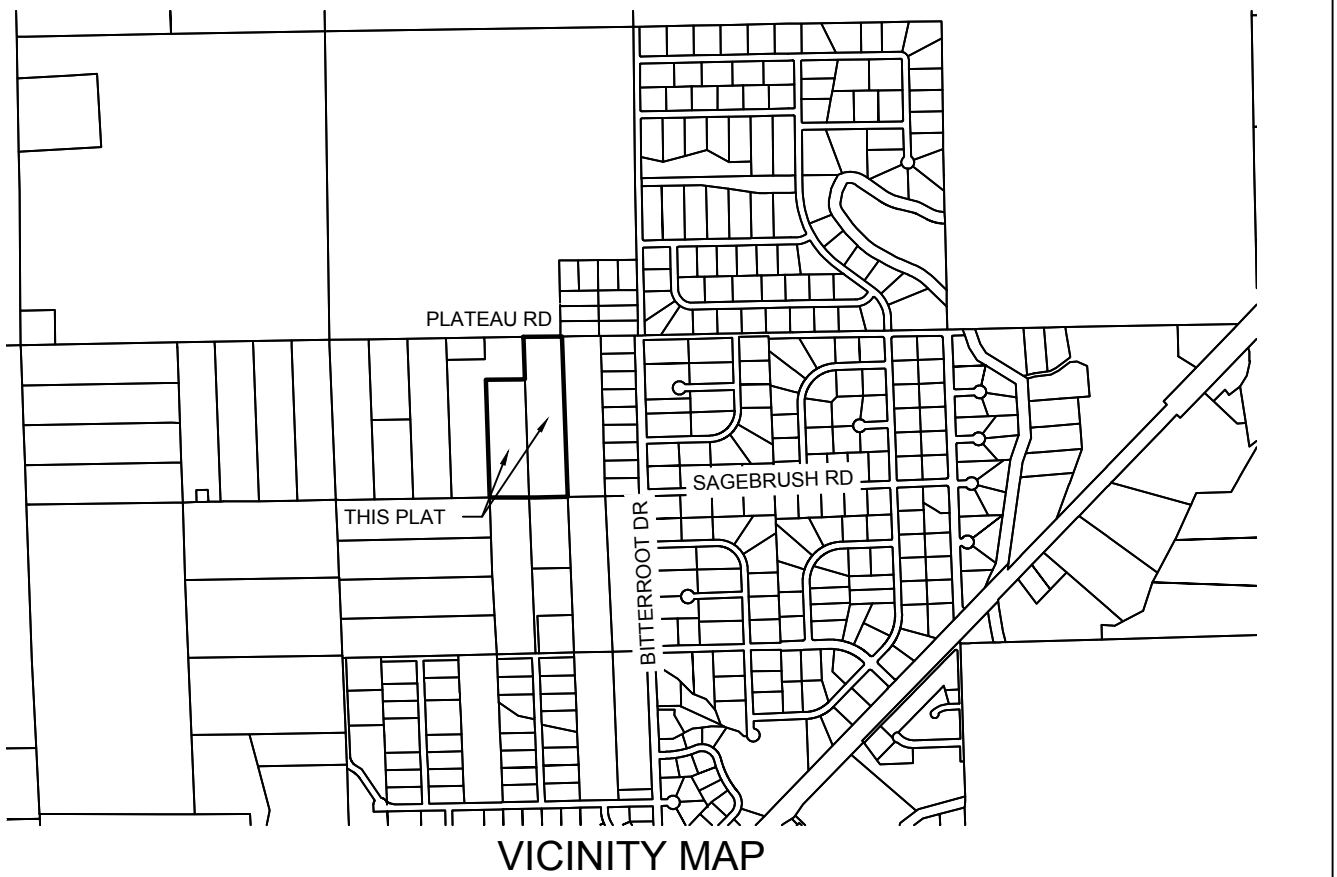 PLATEAU RD
SAGEBRUSH RD
THIS PLAT
BITTERROOT DR
VICINITY MAP